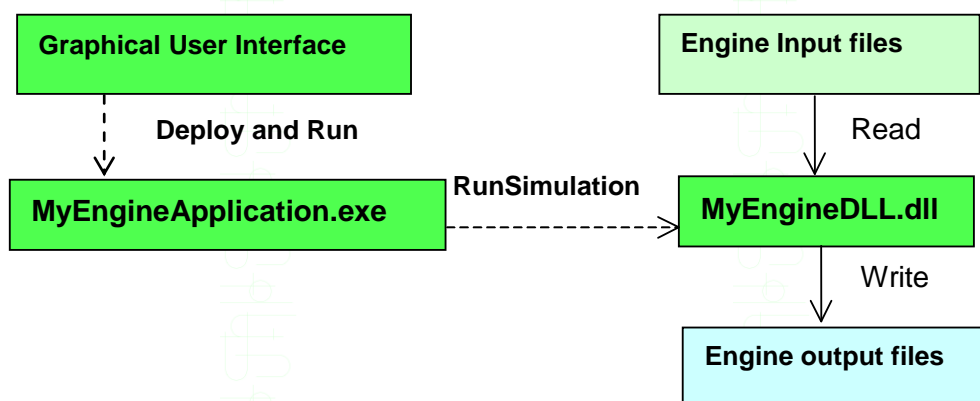 Graphical User Interface
Engine Input files
Deploy and Run
Read
MyEngineApplication.exe
RunSimulation
MyEngineDLL.dll
Write
Engine output files